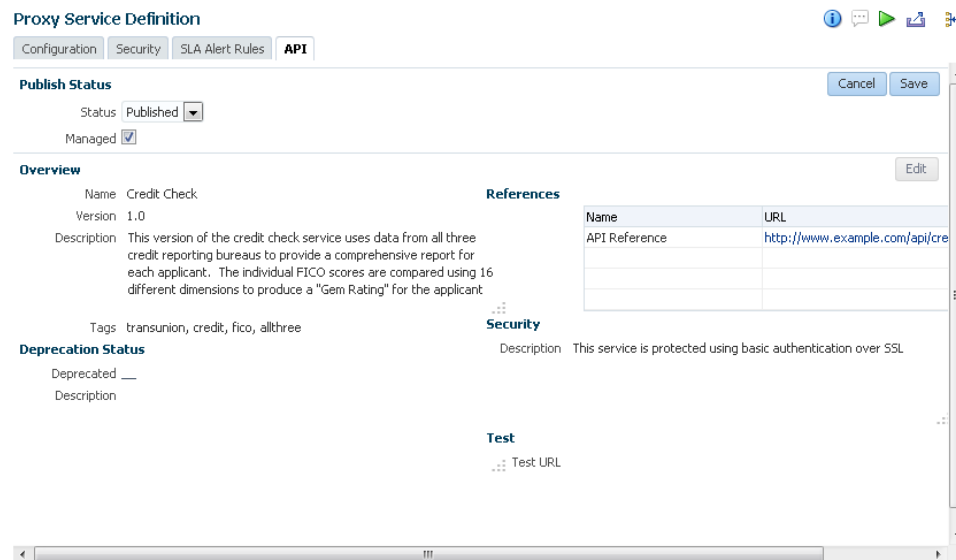 Proxy Service Definition
Configuration
Security
SLA Alert Rules
API
Publish Status
Cancel
Save
Status Published
Managed
Overview
Edit
Name Credit Check
Version 1.0
Description This version of the credit check service uses data from all three
credit reporting bureaus to provide a comprehensive report for
each applicant. The individual FICO scores are compared using 16
different dimensions to produce a "Gem Rating" for the applicant
Tags transunion, credit, fico, allthree
Deprecation Status
Deprecated __
Description
References
Name URL
API Reference http://www.example.com/api/cre
Security
Description This service is protected using basic authentication over SSL
Test
Test URL